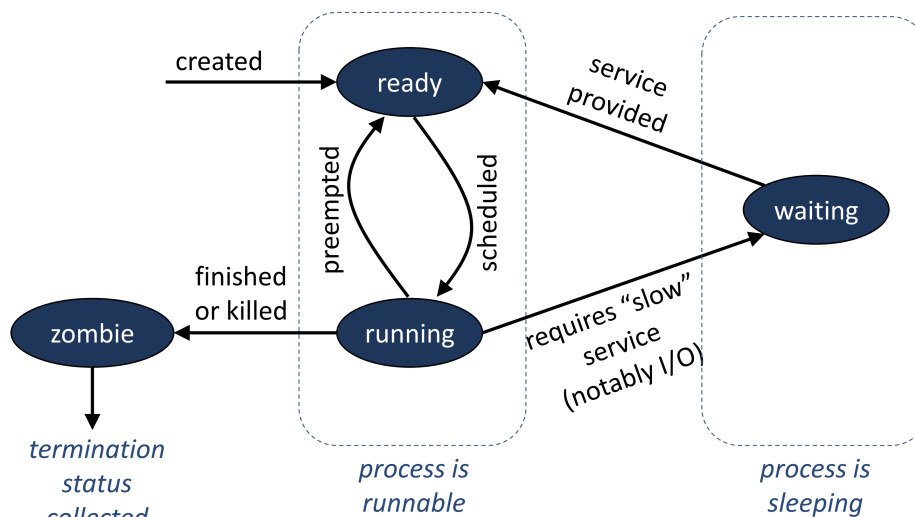 created
ready
service
provided
preempted
scheduled
waiting
finished
or killed
zombie
running
requires “slow”
service
(notably I/O)
termination
status
collected
process is
runnable
process is
sleeping